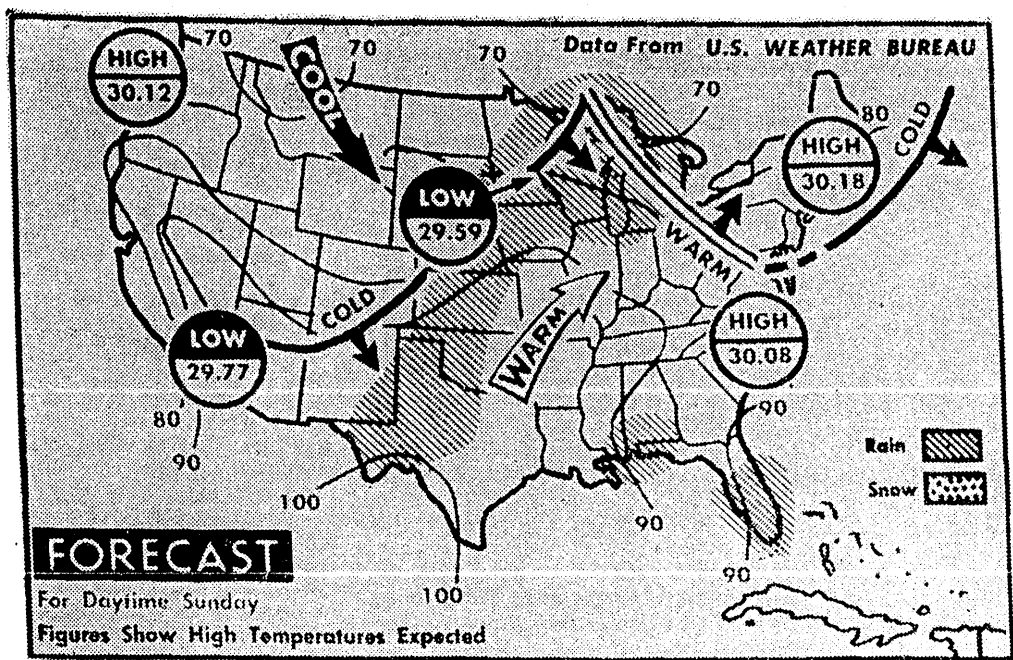 70
70
70
Data From U.S. WEATHER BUREAU
HIGH
30.12
COOL
70
80
COLD
HIGH
30.18
LOW
29.59
WARM
COLD
WARM
HIGH
30.08
LOW
29.77
80
90
90
Rain
Snow
100
90
FORECAST
90
100
For Daytime Sunday
Figures Show High Temperatures Expected